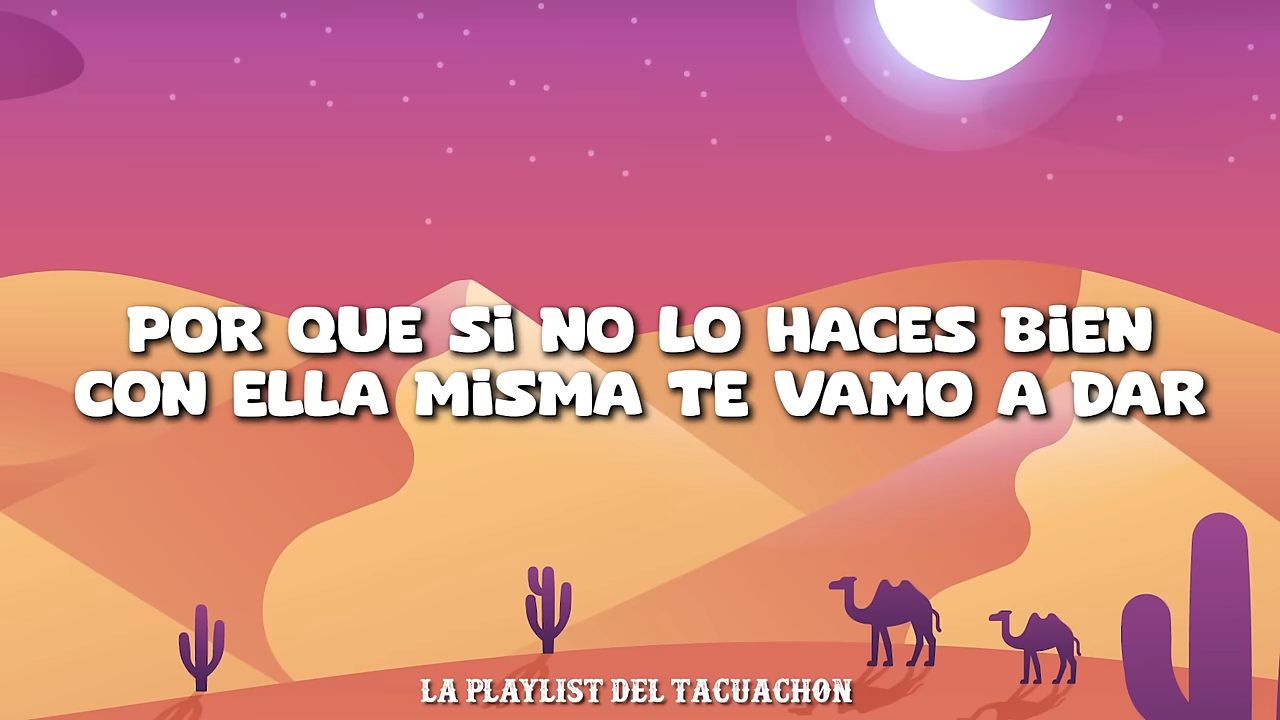 POR QUE Si NO LO HACES BiEN
CON ELLA MiSMA TE VAMO A DAR
LA PLAYLIST DEL TACUACHON